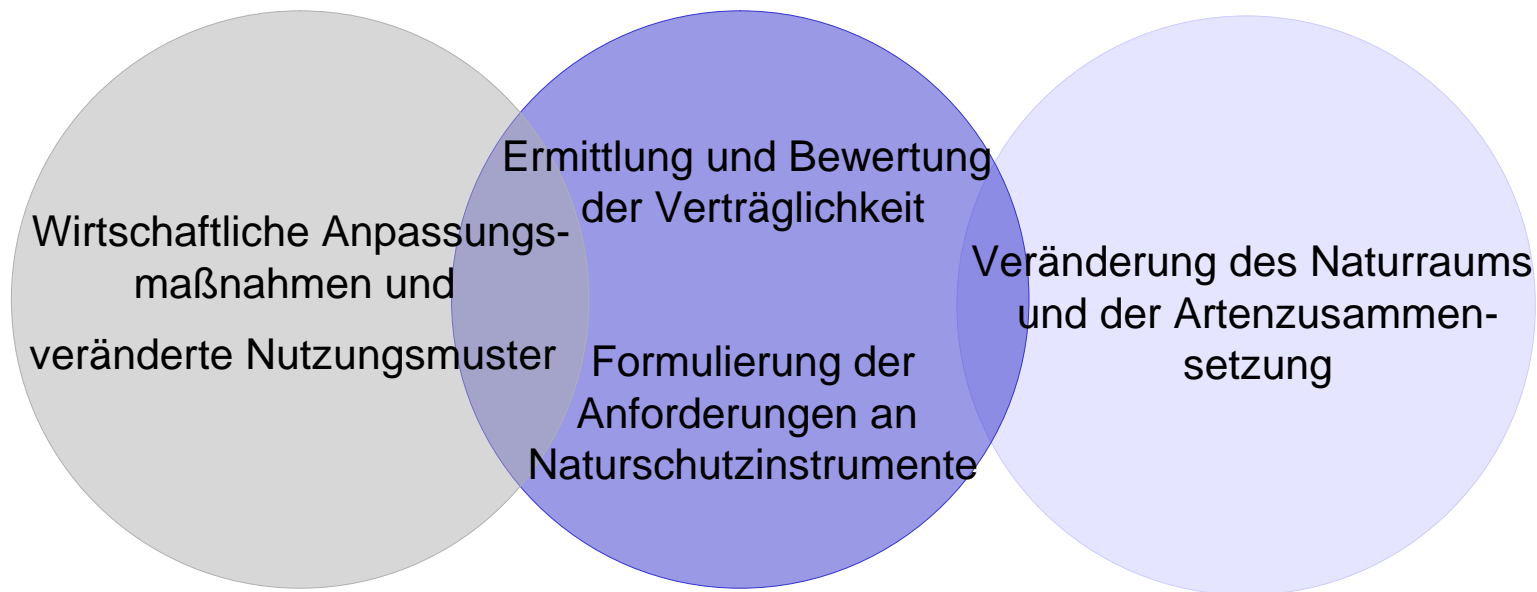 Wirtschaftliche Anpassungs-
maßnahmen und
veränderte Nutzungsmuster
Ermittlung und Bewertung
der Verträglichkeit
Formulierung der
Anforderungen an
Naturschutzinstrumente
Veränderung des Naturraums
und der Artenzusammen-
setzung